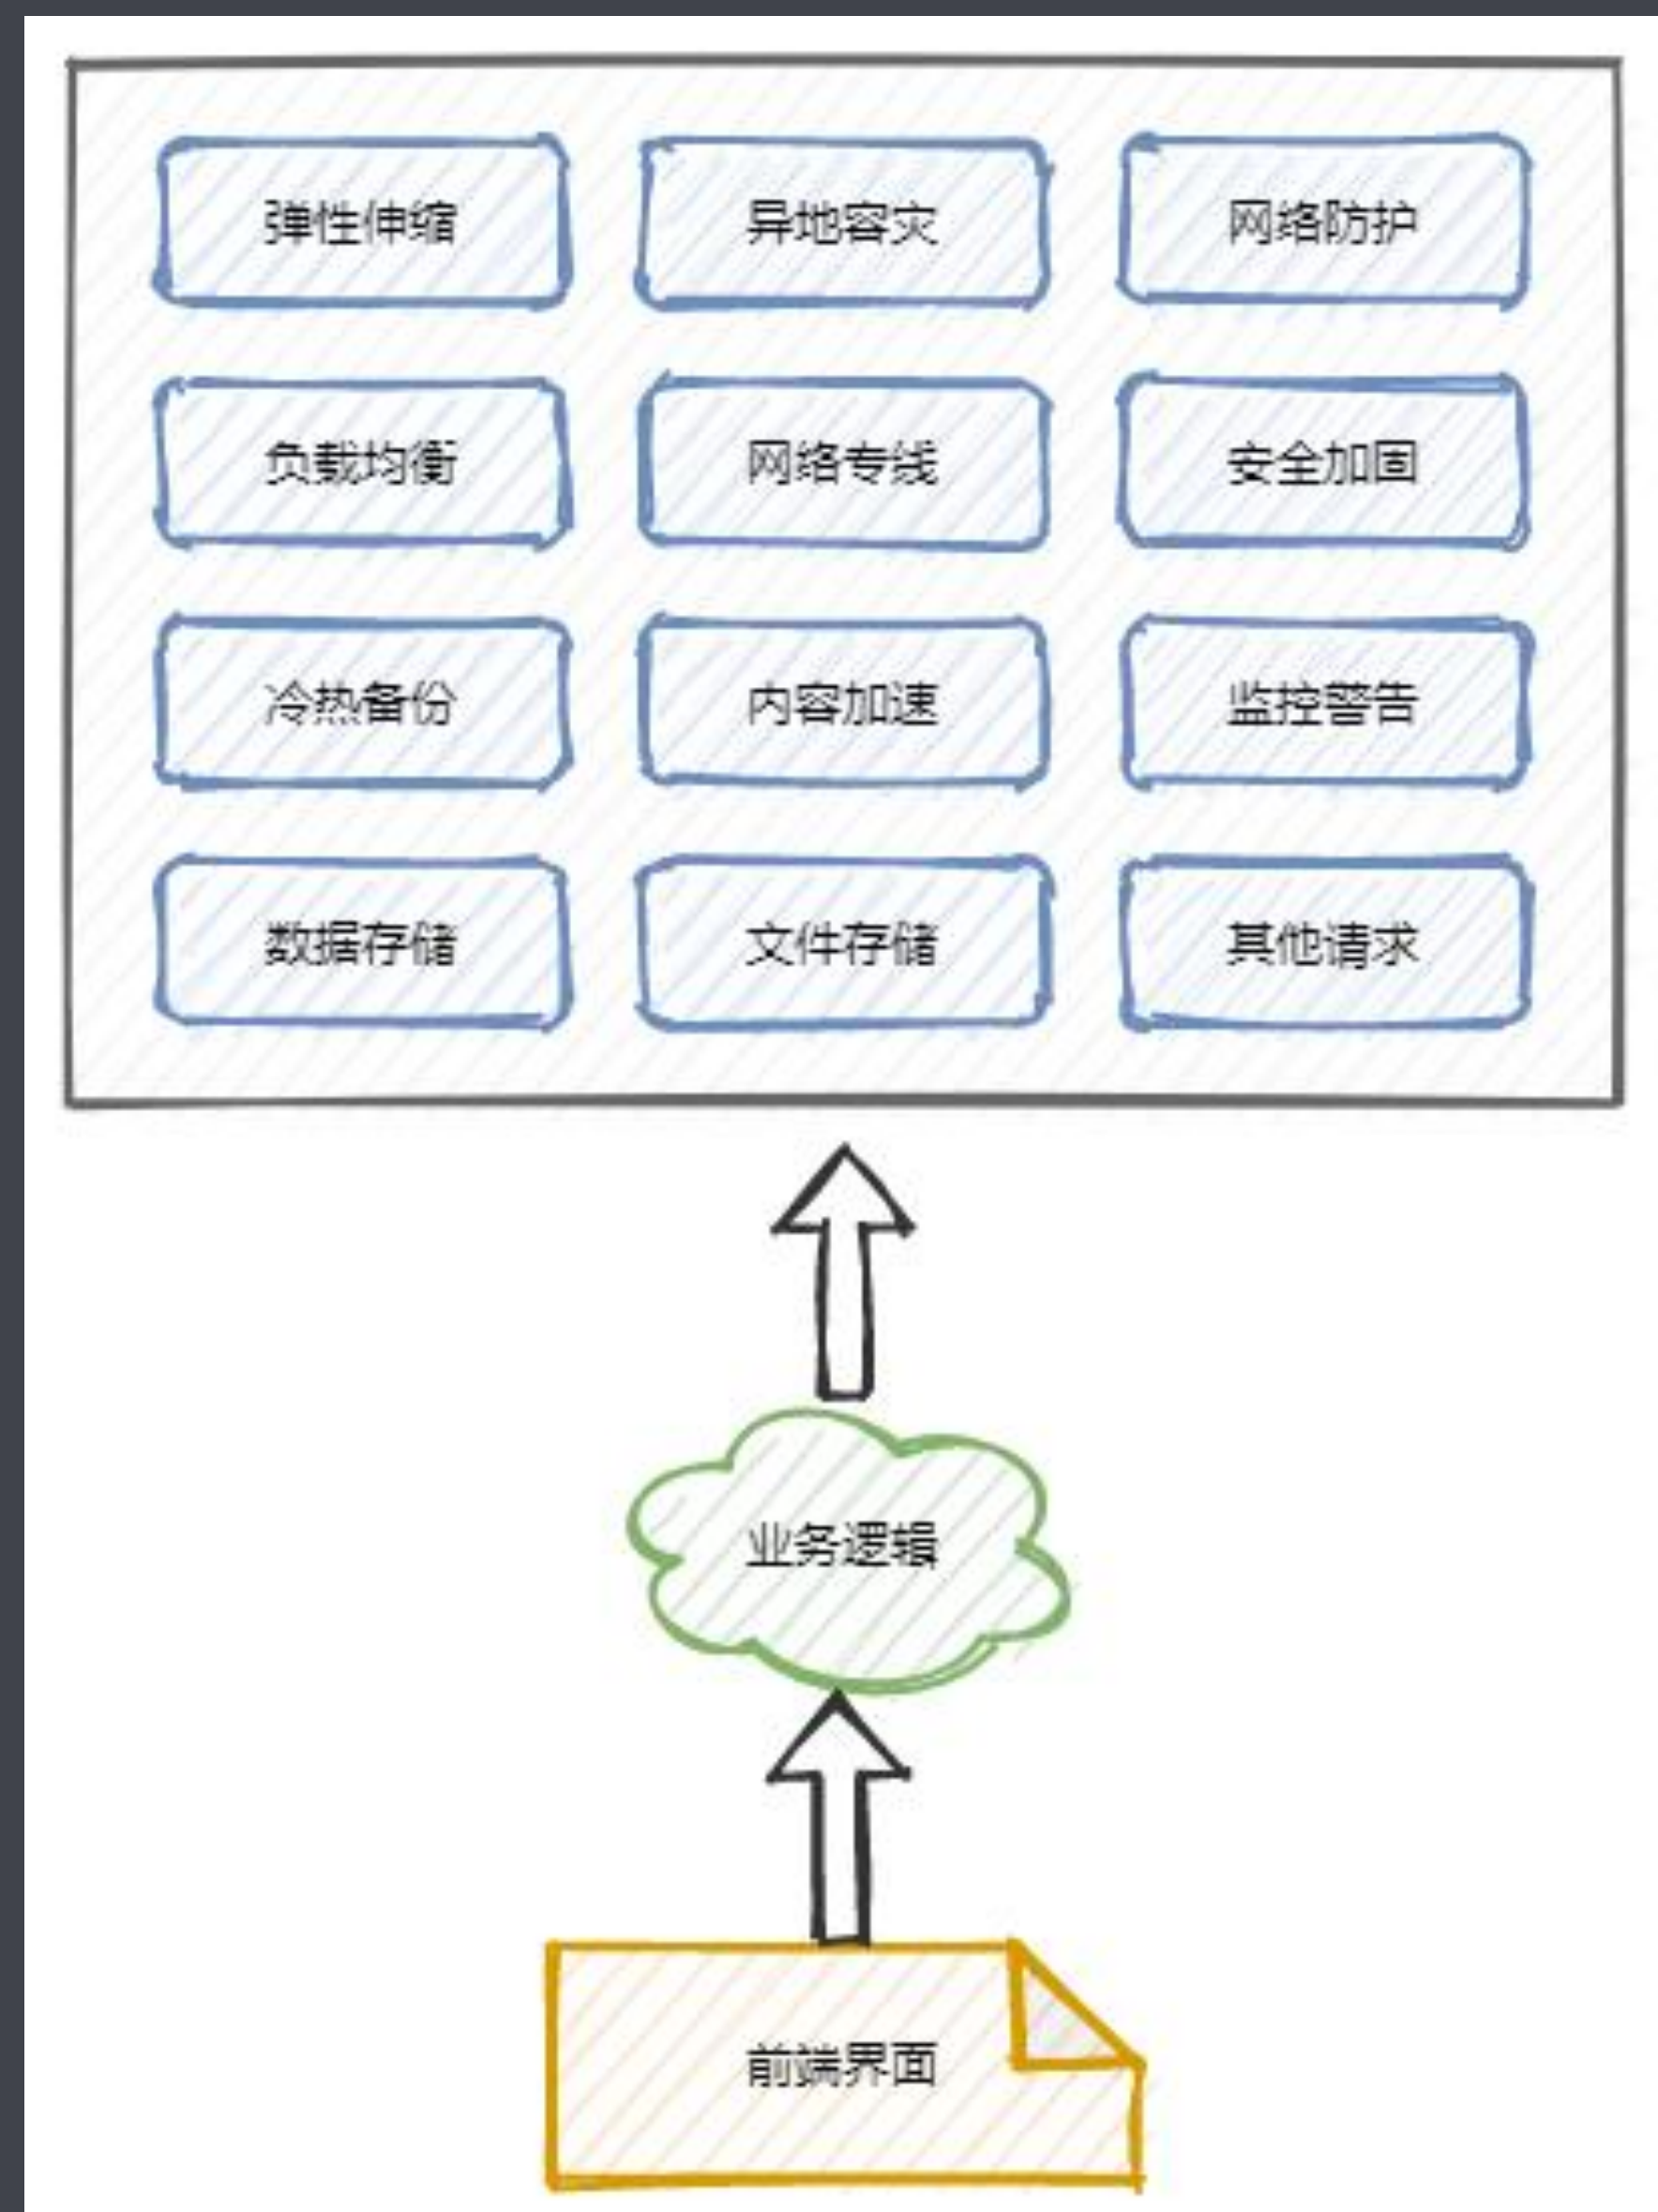 弹性伸缩
异地容灾
网络防护
负载均衡
网络专线
安全加固
冷热备份
内容加速
监控警告
数据存储
文件存储
其他请求
业务逻辑
前端界面